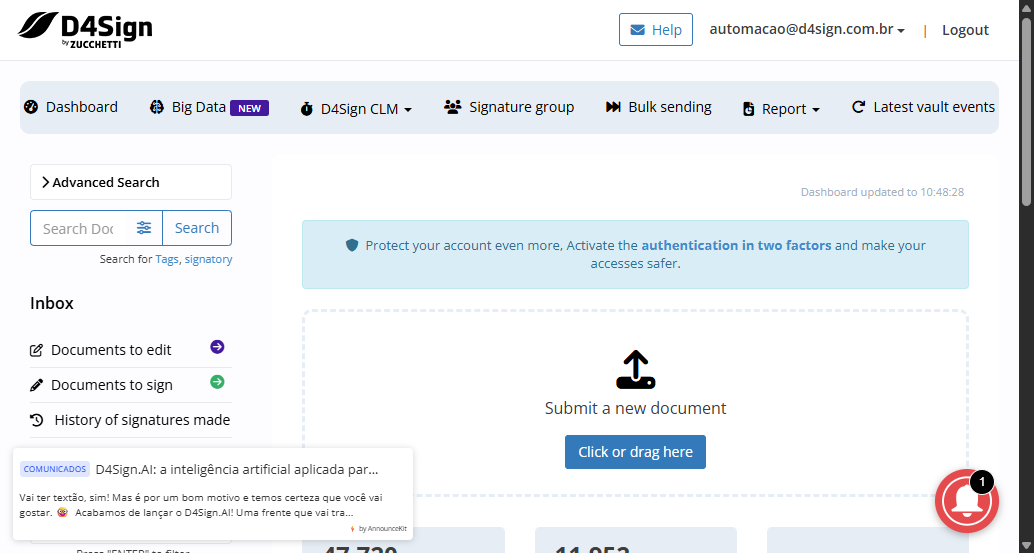 D4Sign
by ZUCCHETTI
Help
automacao@d4sign.com.br
|
Logout
Dashboard
Big Data NEW
D4Sign CLM
Signature group
Bulk sending
Report
Latest vault events
Advanced Search
Search Doc
Search
Search for Tags, signatory
Inbox
Documents to edit
Documents to sign
History of signatures made
Dashboard updated to 10:48:28
Protect your account even more, Activate the authentication in two factors and make your
accesses safer.
Submit a new document
Click or drag here
COMUNICADOS D4Sign.AI: a inteligência artificial aplicada par...
Vai ter textão, sim! Mas é por um bom motivo e temos certeza que você vai
gostar. 🤓 Acabamos de lançar o D4Sign.AI! Uma frente que vai tra...
by AnnounceKit
1
Press "ENTER" to filter
47.720
11.952